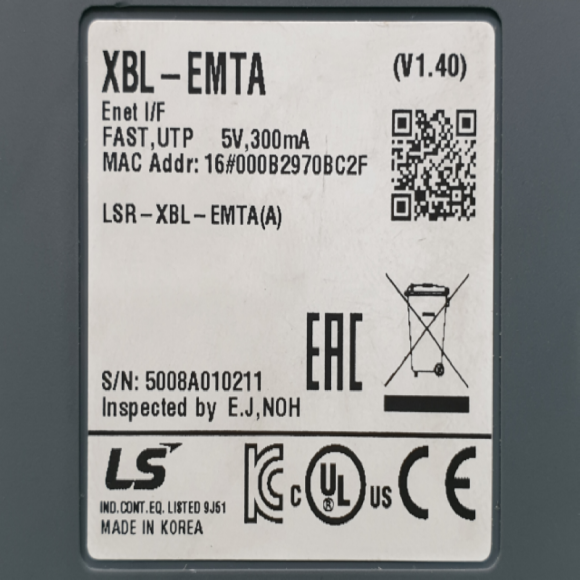 XBL-EMTA (V1.40)
Enet I/F
FAST,UTP 5V,300mA
MAC Addr: 16#000B2970BC2F
LSR-XBL-EMTA(A)
EAC
S/N: 5008A010211
Inspected by E.J,NOH
LS
KC C UL US CE
IND.CONT.EQ. LISTED 9J51
MADE IN KOREA